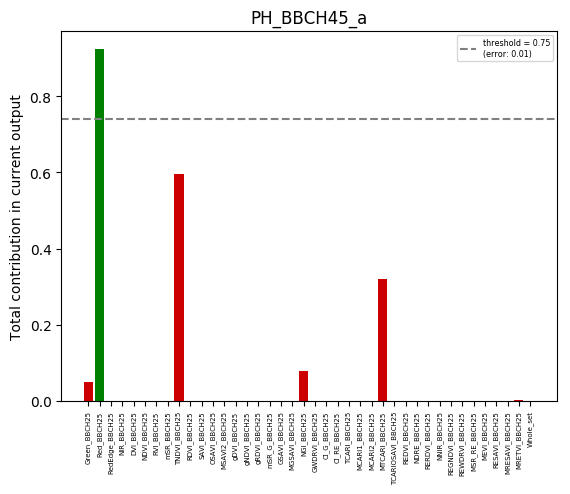 PH_BBCH45_a
threshold = 0.75
(error: 0.01)
Total contribution in current output
0.8
0.6
0.4
0.2
0.0
Green_BBCH25
Red_BBCH25
RedEdge_BBCH25
NIR_BBCH25
DVI_BBCH25
NDVI_BBCH25
RVI_BBCH25
mSR_BBCH25
TNDVI_BBCH25
RDVI_BBCH25
SAVI_BBCH25
OSAVI_BBCH25
MSAVI2_BBCH25
gDVI_BBCH25
gNDVI_BBCH25
gRDVI_BBCH25
mSR_G_BBCH25
GSAVI_BBCH25
MGSAVI_BBCH25
NGI_BBCH25
GWDRVI_BBCH25
CI_G_BBCH25
CI_RE_BBCH25
TCARI_BBCH25
MCARI1_BBCH25
MCARI2_BBCH25
MTCARI_BBCH25
TCARIOSAVI_BBCH25
REDVI_BBCH25
NDRE_BBCH25
RERDVI_BBCH25
NNIR_BBCH25
REGNDVI_BBCH25
REWDRVI_BBCH25
MSR_RE_BBCH25
MEVI_BBCH25
RESAVI_BBCH25
MRESAVI_BBCH25
MRETVI_BBCH25
Whole_set